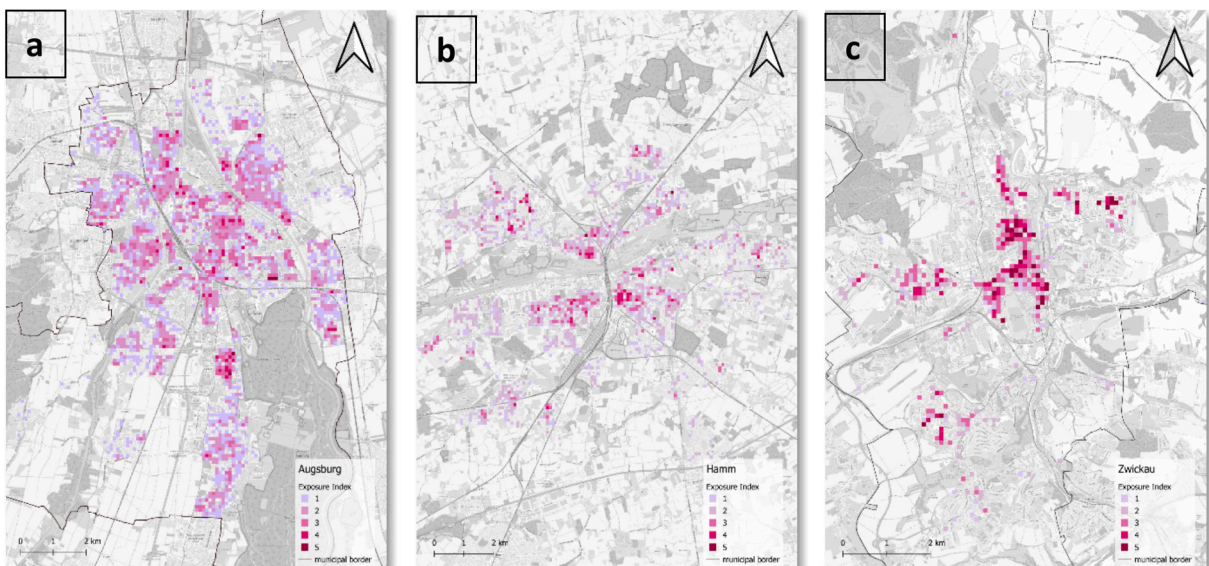 a
b
c
Augsburg
Exposure Index
1
2
3
4
5
municipal border
0 1 2 km
Hamm
Exposure Index
1
2
3
4
5
municipal border
0 1 2 km
Zwickau
Exposure Index
1
2
3
4
5
municipal border
0 1 2 km